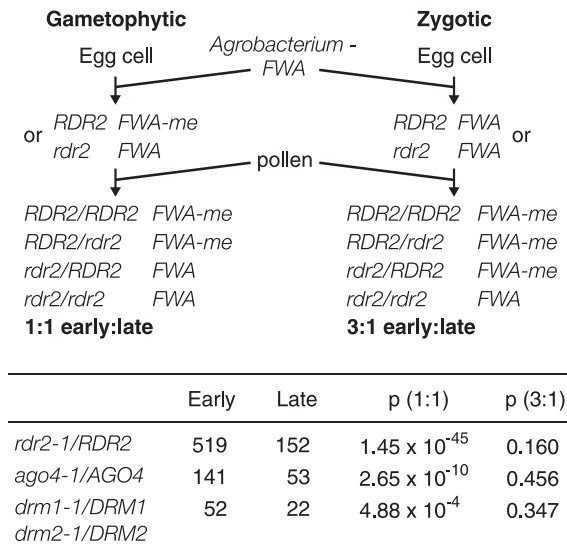 Gametophytic Zygotic
Egg cell Agrobacterium - FWA Egg cell
or RDR2 FWA-me
rdr2 FWA
RDR2 FWA or
rdr2 FWA
pollen
RDR2/RDR2 FWA-me
RDR2/rdr2 FWA-me
rdr2/RDR2 FWA
rdr2/rdr2 FWA
1:1 early:late
RDR2/RDR2 FWA-me
RDR2/rdr2 FWA-me
rdr2/RDR2 FWA-me
rdr2/rdr2 FWA
3:1 early:late
Early Late p (1:1) p (3:1)
rdr2-1/RDR2 519 152 1.45 x 10^-45 0.160
ago4-1/AGO4 141 53 2.65 x 10^-10 0.456
drm1-1/DRM1 52 22 4.88 x 10^-4 0.347
drm2-1/DRM2